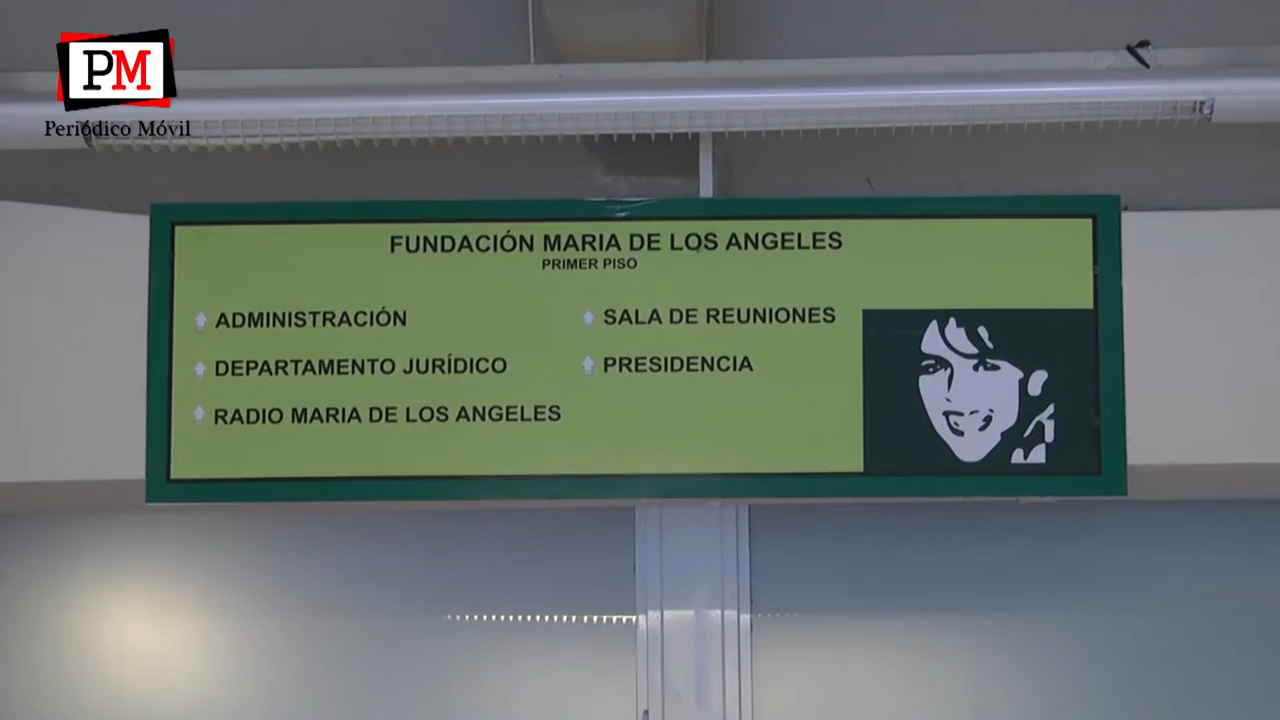 PM
Periódico Móvil
FUNDACIÓN MARIA DE LOS ANGELES
PRIMER PISO
ADMINISTRACIÓN
DEPARTAMENTO JURÍDICO
RADIO MARIA DE LOS ANGELES
SALA DE REUNIONES
PRESIDENCIA